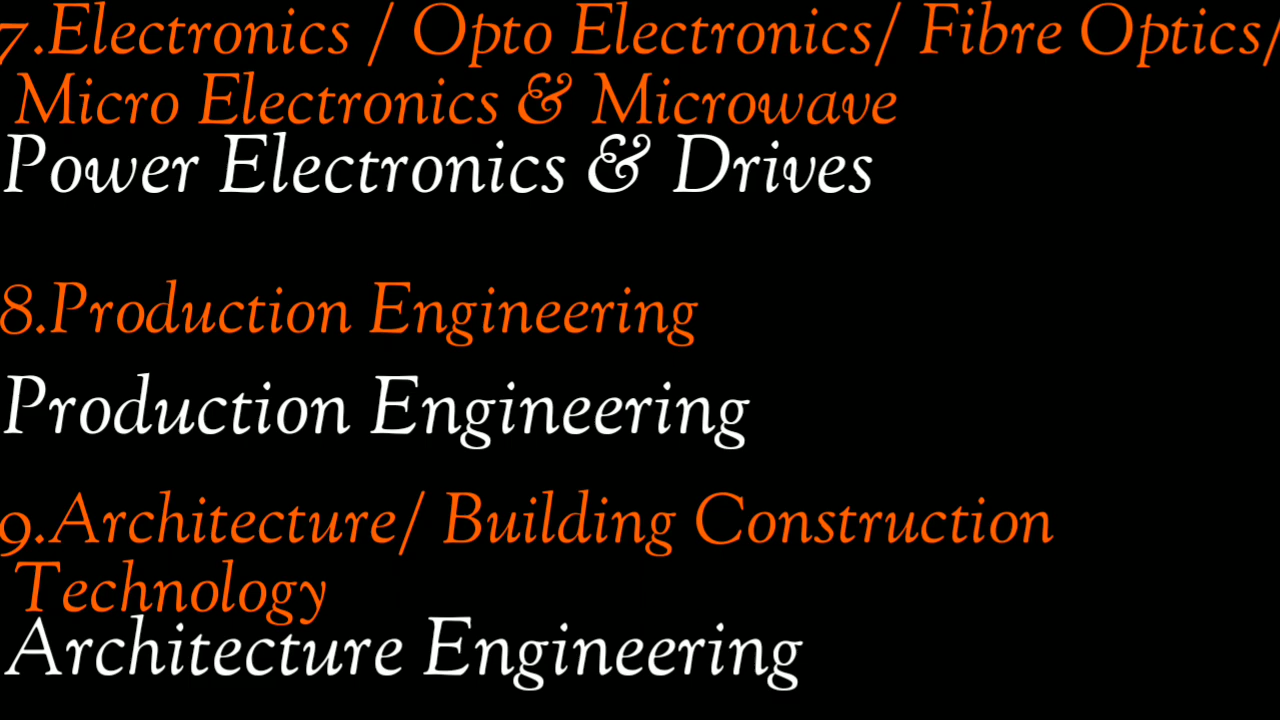 7.Electronics / Opto Electronics/ Fibre Optics/
Micro Electronics & Microwave
Power Electronics & Drives
8.Production Engineering
Production Engineering
9.Architecture/ Building Construction
Technology
Architecture Engineering